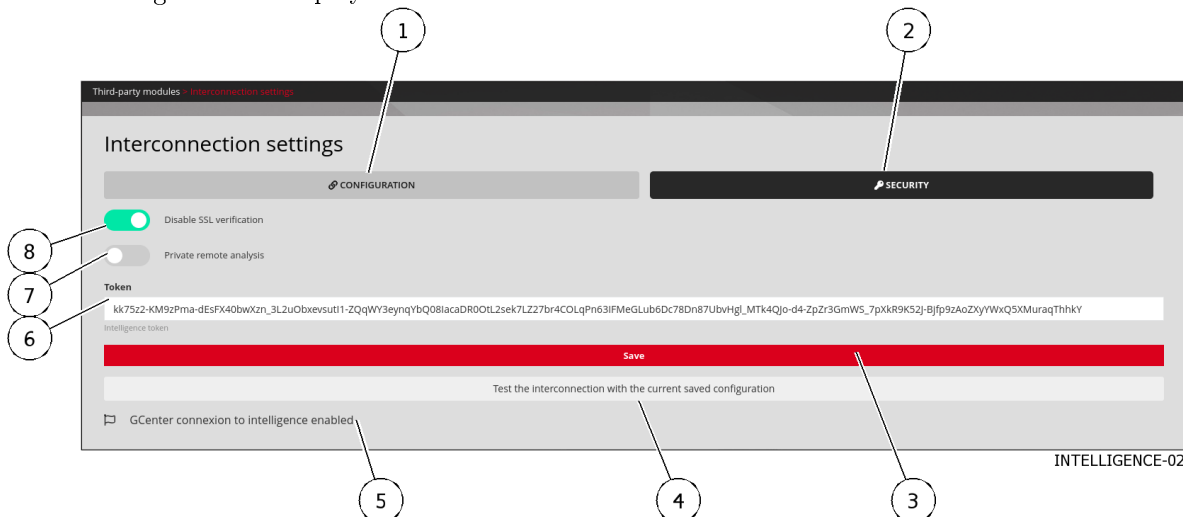 1
2
Third-party modules > Interconnection settings
Interconnection settings
CONFIGURATION
SECURITY
Disable SSL verification
8
Private remote analysis
7
Token
kk75z2-KM9zPma-dEsFX40bwXzn_3L2uObxevsutI1-ZQqWY3eynqYbQ08IacaDR0OtL2sek7LZ27br4COLqPn63IFMeGLub6Dc78Dn87UbvHgl_MTk4QJo-d4-ZpZr3GmWS_7pXkR9K52J-Bjfp9zAoZXyYWxQ5XMuraqThhkY
Intelligence token
6
Save
Test the interconnection with the current saved configuration
GCenter connexion to intelligence enabled
INTELLIGENCE-02
5
4
3